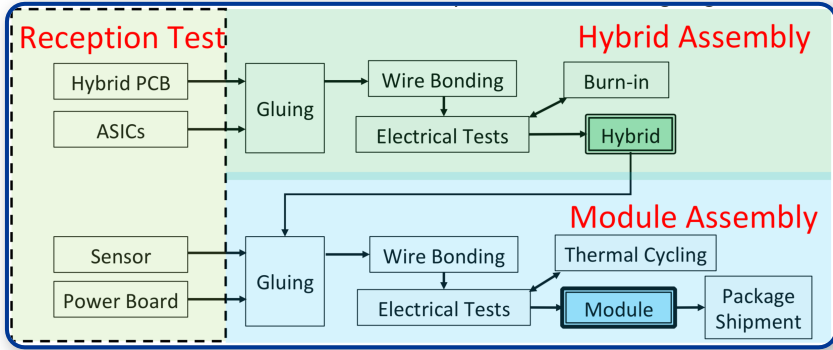 Reception Test
Hybrid Assembly
Hybrid PCB
ASICs
Gluing
Wire Bonding
Burn-in
Electrical Tests
Hybrid
Module Assembly
Sensor
Power Board
Gluing
Wire Bonding
Thermal Cycling
Electrical Tests
Module
Package
Shipment